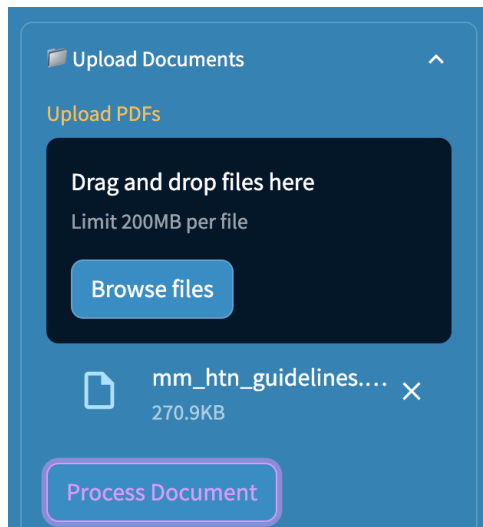 Upload Documents
Upload PDFs
Drag and drop files here
Limit 200MB per file
Browse files
mm_htn_guidelines....
270.9KB
Process Document